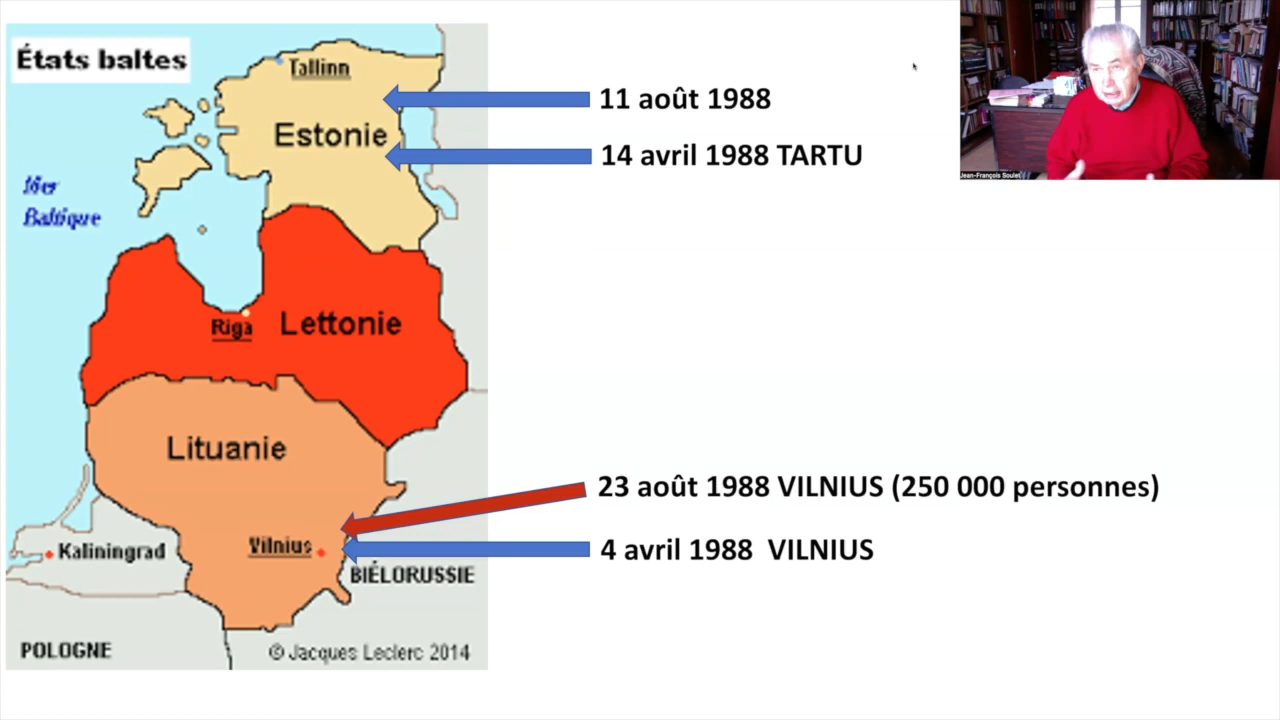 États baltes
Tallinn
Estonie
Mer
Baltique
Riga
Lettonie
Lituanie
Vilnius
Kaliningrad
BIÉLORUSSIE
POLOGNE
© Jacques Leclerc 2014
11 août 1988
14 avril 1988 TARTU
23 août 1988 VILNIUS (250 000 personnes)
4 avril 1988 VILNIUS
Jean-François Soulet